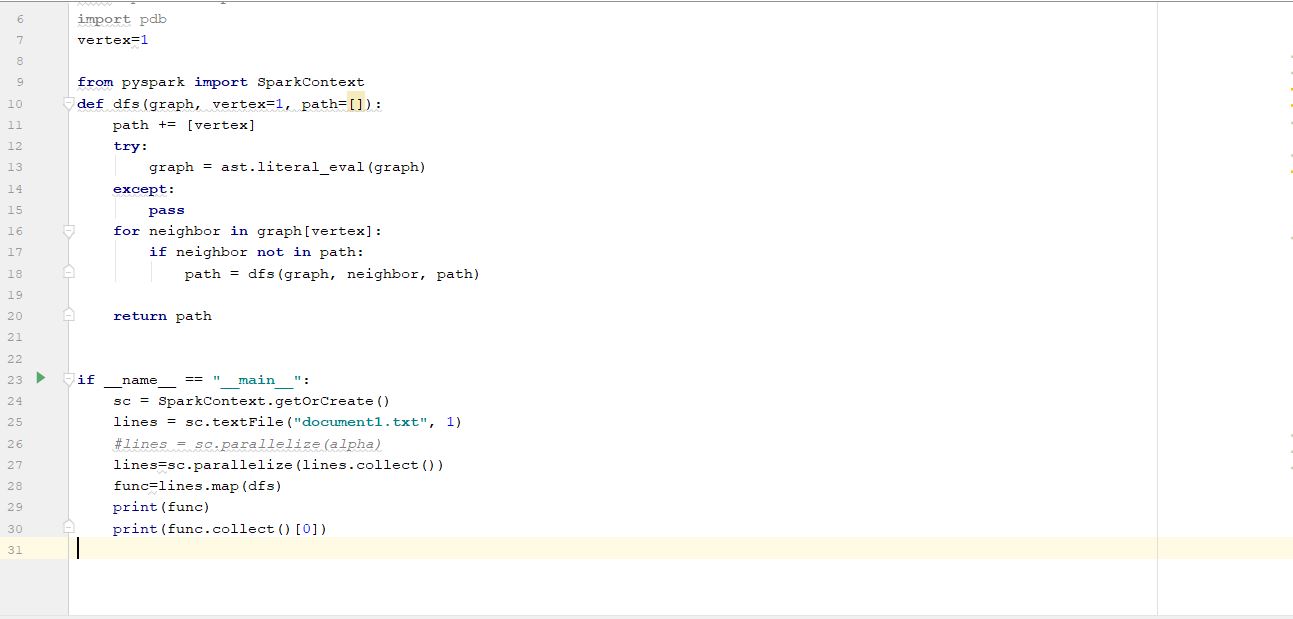 6 import pdb
7 vertex=1
8
9 from pyspark import SparkContext
10 def dfs(graph, vertex=1, path=[]):
11     path += [vertex]
12     try:
13         graph = ast.literal_eval(graph)
14     except:
15         pass
16     for neighbor in graph[vertex]:
17         if neighbor not in path:
18             path = dfs(graph, neighbor, path)
19
20     return path
21
22
23 if __name__ == "__main__":
24     sc = SparkContext.getOrCreate()
25     lines = sc.textFile("document1.txt", 1)
26     #lines = sc.parallelize(alpha)
27     lines=sc.parallelize(lines.collect())
28     func=lines.map(dfs)
29     print(func)
30     print(func.collect()[0])
31